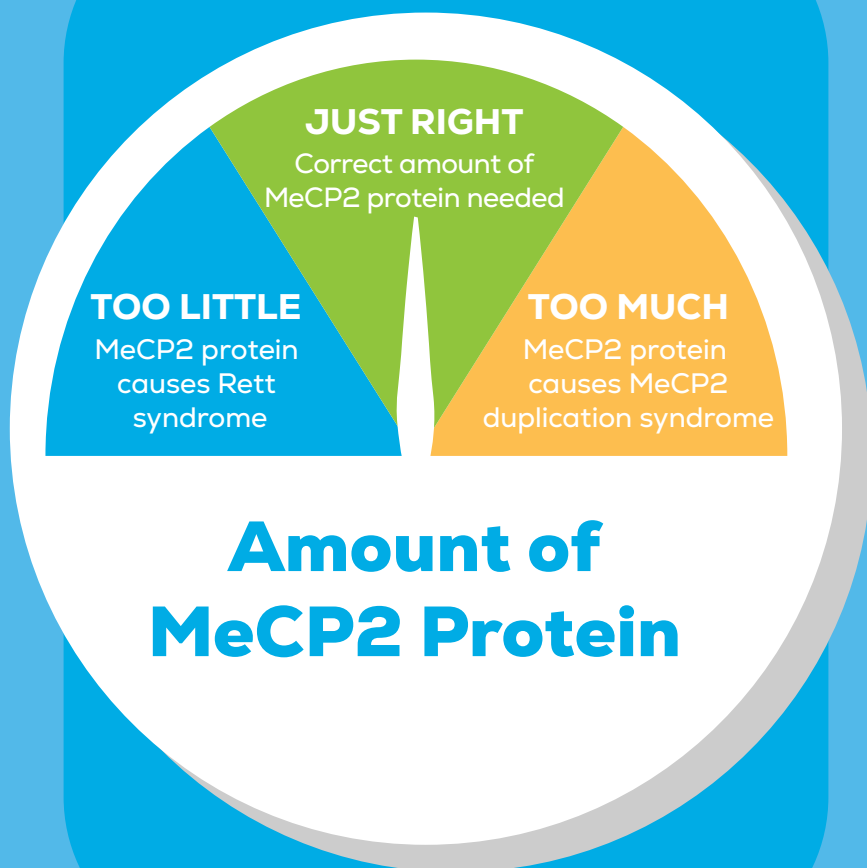 JUST RIGHT
Correct amount of
MeCP2 protein needed
TOO LITTLE
MeCP2 protein
causes Rett
syndrome
TOO MUCH
MeCP2 protein
causes MeCP2
duplication syndrome
Amount of
MeCP2 Protein